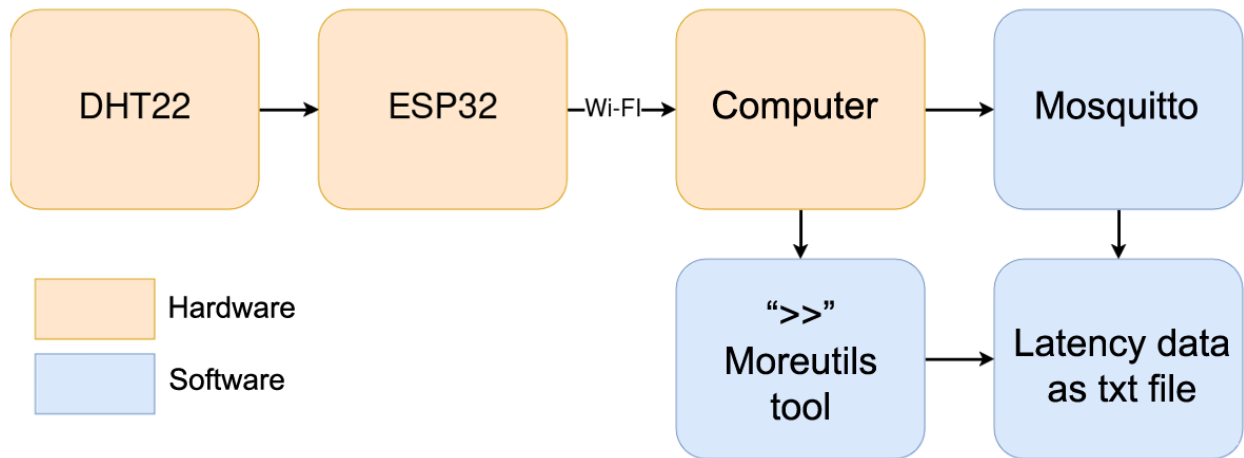 DHT22
ESP32
Wi-FI
Computer
Mosquitto
“>>”
Moreutils
tool
Latency data
as txt file
Hardware
Software